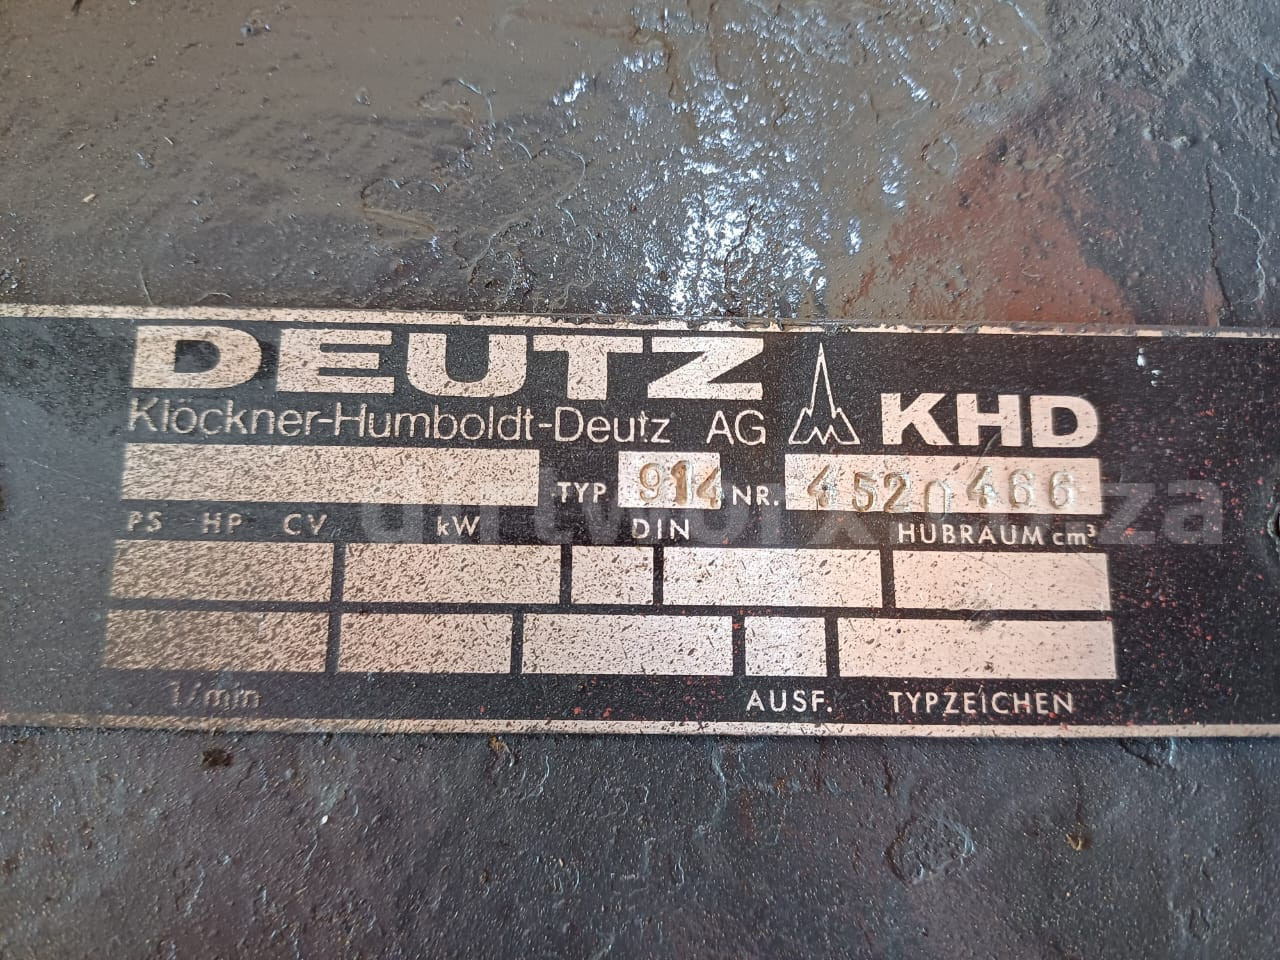 DEUTZ
Klöckner-Humboldt-Deutz AG KHD
TYP 914 NR. 4520466
PS HP CV kW DIN HUBRAUM cm³
1/min AUSF. TYPZEICHEN